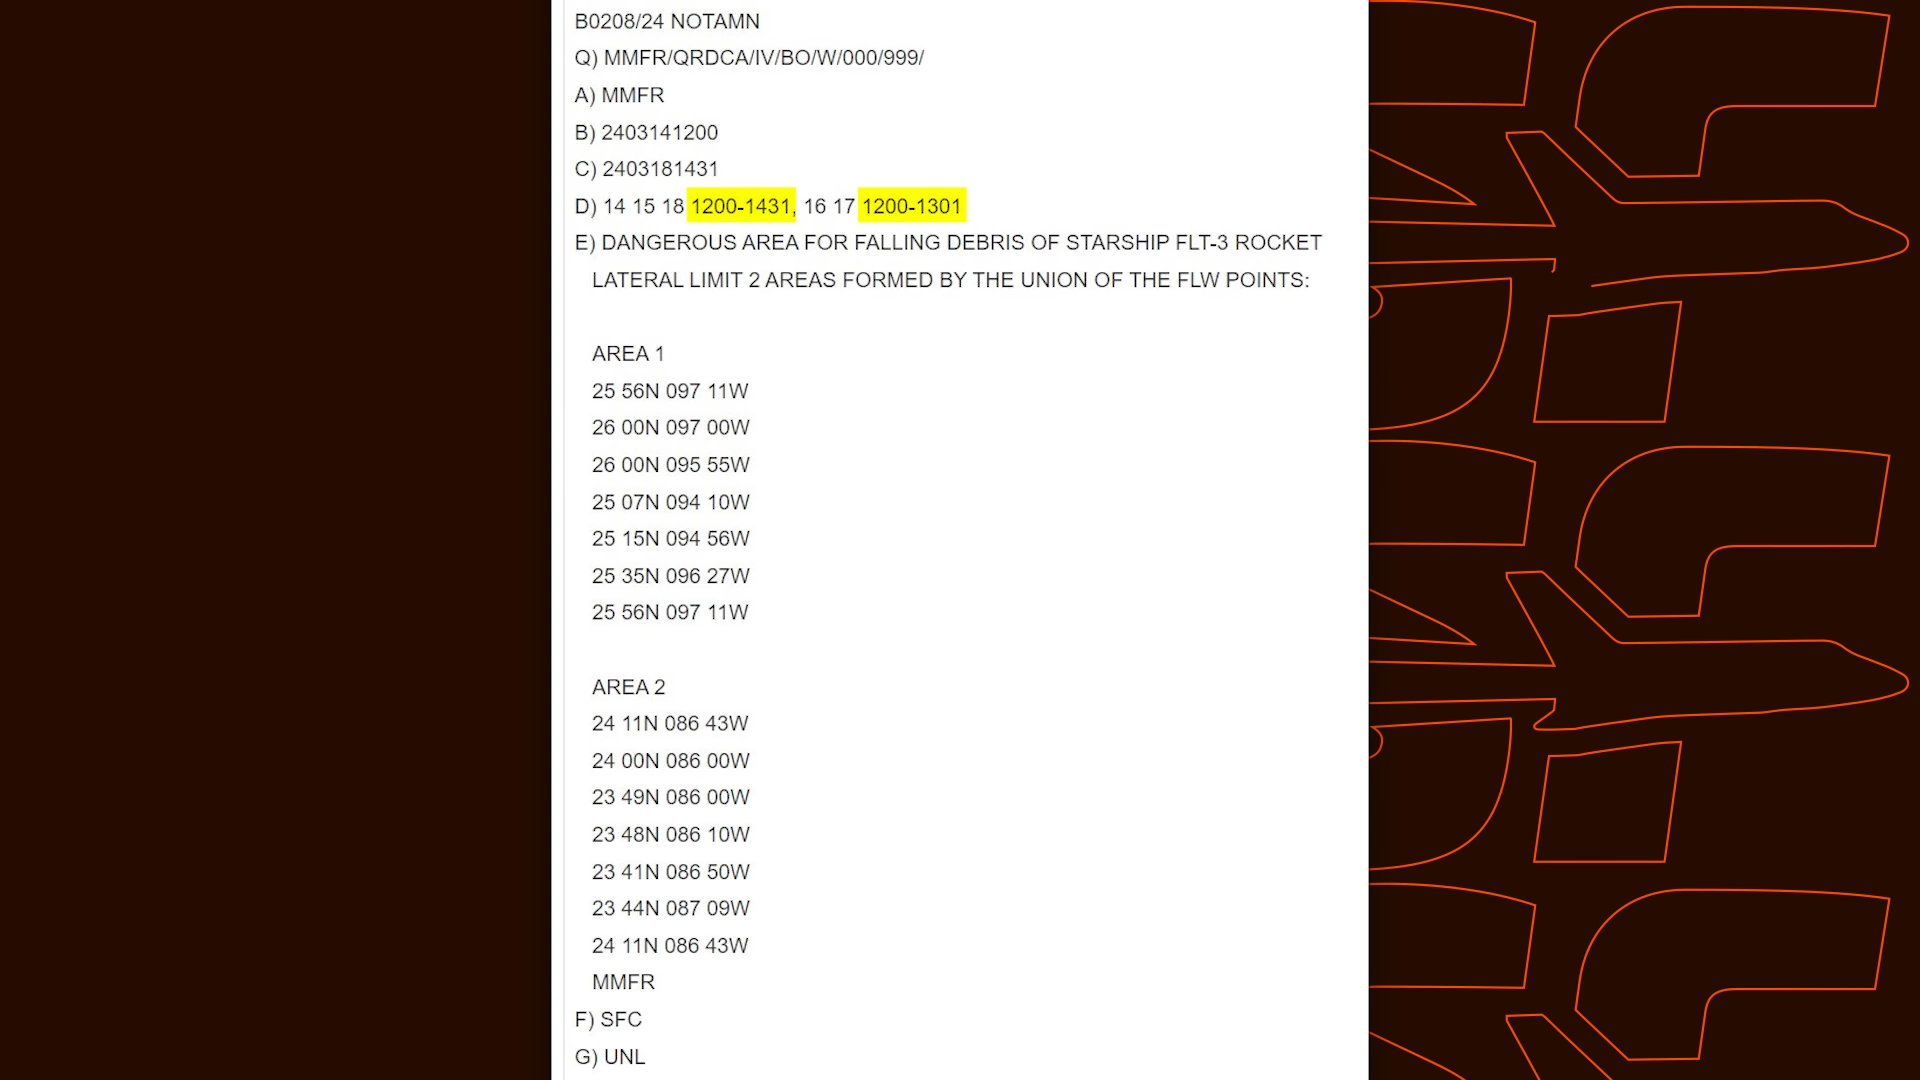 B0208/24 NOTAMN
Q) MMFR/QRDCA/IV/BO/W/000/999/
A) MMFR
B) 2403141200
C) 2403181431
D) 14 15 18 1200-1431, 16 17 1200-1301
E) DANGEROUS AREA FOR FALLING DEBRIS OF STARSHIP FLT-3 ROCKET
LATERAL LIMIT 2 AREAS FORMED BY THE UNION OF THE FLW POINTS:
AREA 1
25 56N 097 11W
26 00N 097 00W
26 00N 095 55W
25 07N 094 10W
25 15N 094 56W
25 35N 096 27W
25 56N 097 11W
AREA 2
24 11N 086 43W
24 00N 086 00W
23 49N 086 00W
23 48N 086 10W
23 41N 086 50W
23 44N 087 09W
24 11N 086 43W
MMFR
F) SFC
G) UNL